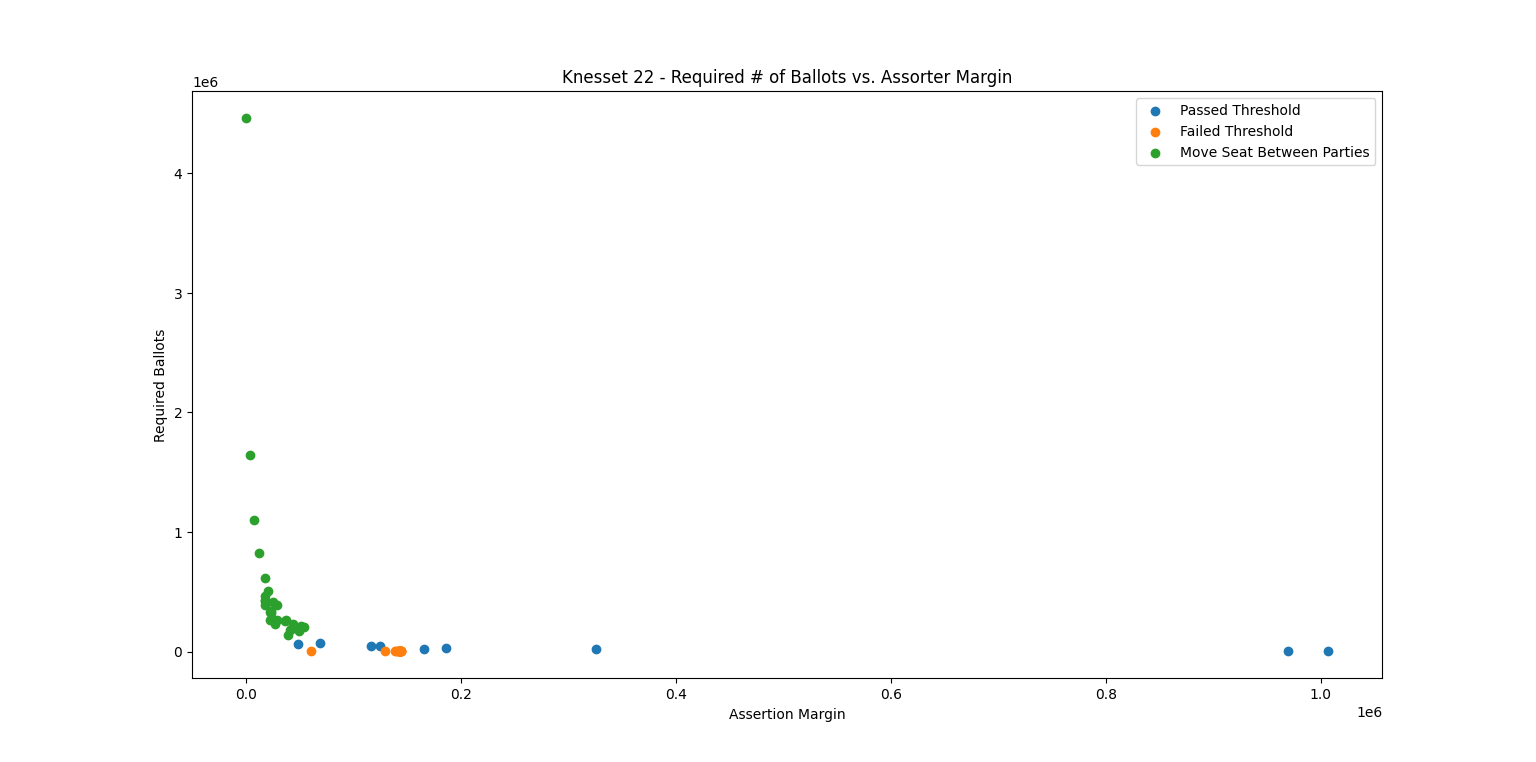 Knesset 22 - Required # of Ballots vs. Assorter Margin
1e6
Passed Threshold
Failed Threshold
Move Seat Between Parties
4
3
2
1
0
Required Ballots
0.0 0.2 0.4 0.6 0.8 1.0
1e6
Assertion Margin